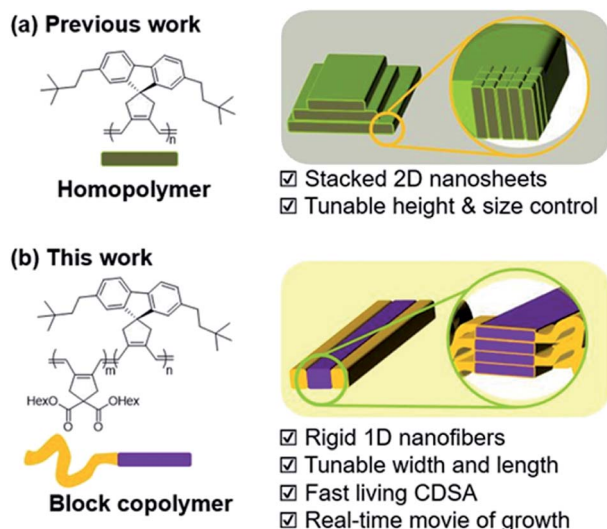 (a) Previous work
n
Homopolymer
☑ Stacked 2D nanosheets
☑ Tunable height & size control
(b) This work
m
n
HexO
OHex
O
O
Block copolymer
☑ Rigid 1D nanofibers
☑ Tunable width and length
☑ Fast living CDSA
☑ Real-time movie of growth